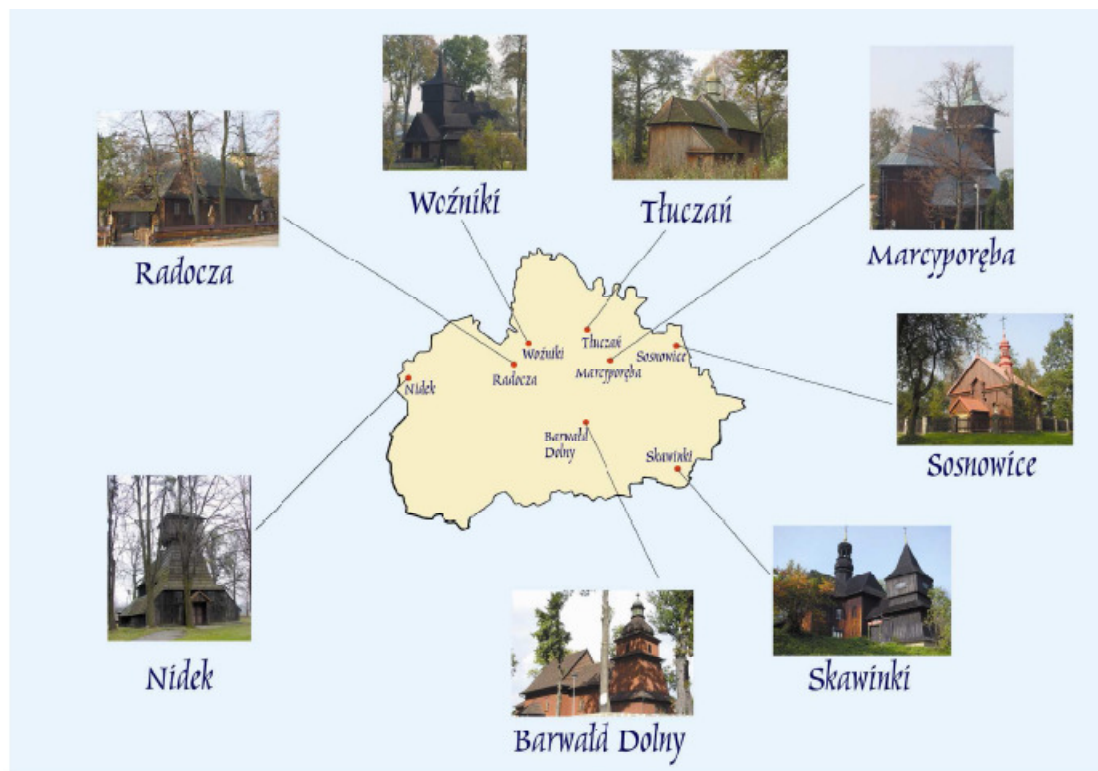 Woźniki
Tłuczań
Marcyporęba
Radocza
Tłuczań
Woźniki
Sosnowice
Marcyporęba
Radocza
Nidek
Barwałd
Dolny
Skawinki
Sosnowice
Nidek
Skawinki
Barwałd Dolny